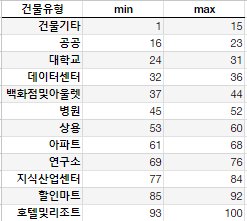 건물유형 min max
건물기타 1 15
공공 16 23
대학교 24 31
데이터센터 32 36
백화점및아울렛 37 44
병원 45 52
상용 53 60
아파트 61 68
연구소 69 76
지식산업센터 77 84
할인마트 85 92
호텔및리조트 93 100